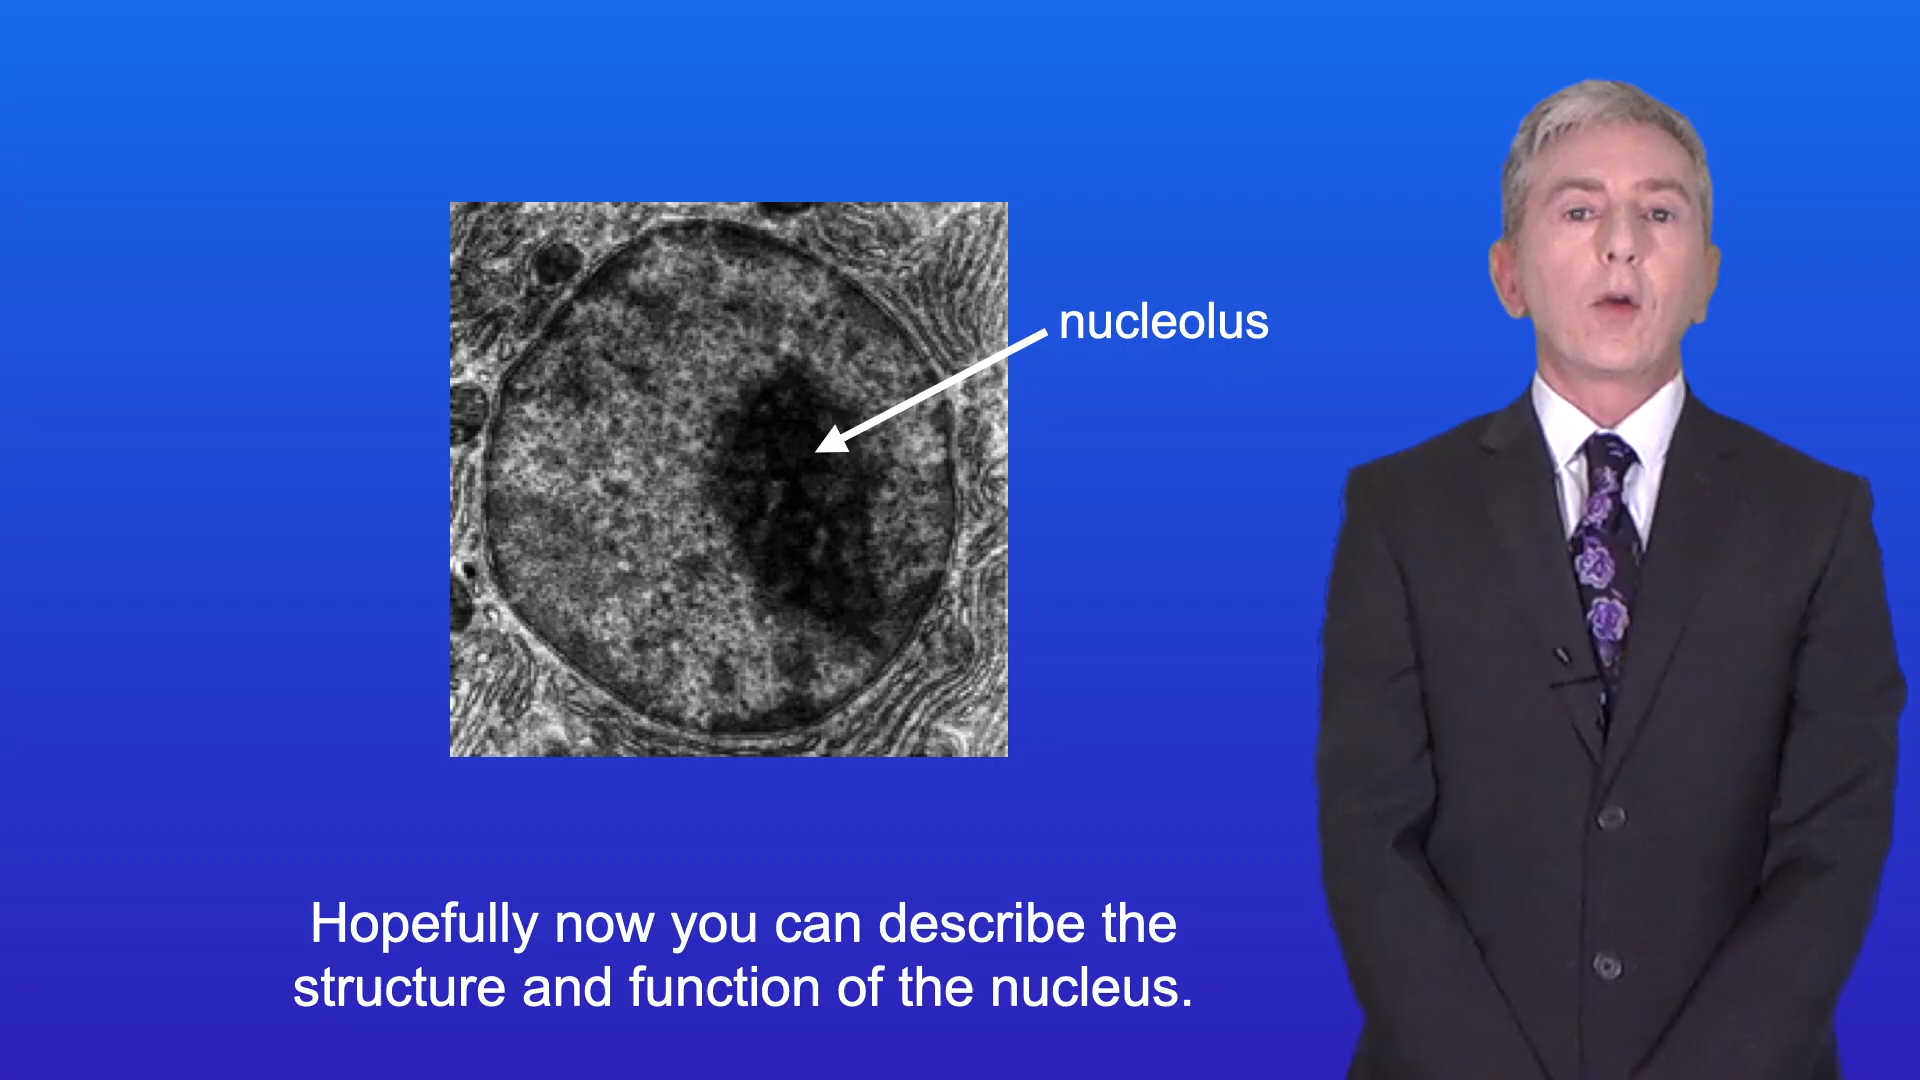 nucleolus
Hopefully now you can describe the
structure and function of the nucleus.